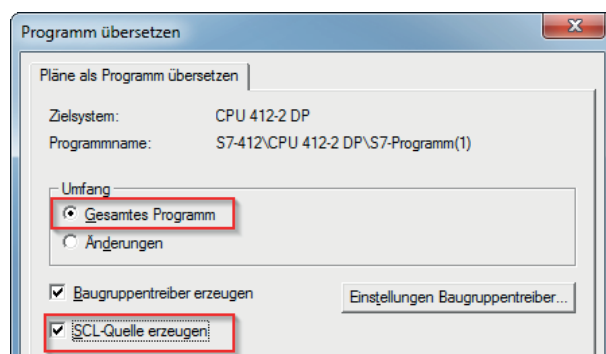 Programm übersetzen
Pläne als Programm übersetzen
Zielsystem: CPU 412-2 DP
Programmname: S7-412\CPU 412-2 DP\S7-Programm(1)
Umfang
Gesamtes Programm
Änderungen
Baugruppentreiber erzeugen Einstellungen Baugruppentreiber...
SCL-Quelle erzeugen